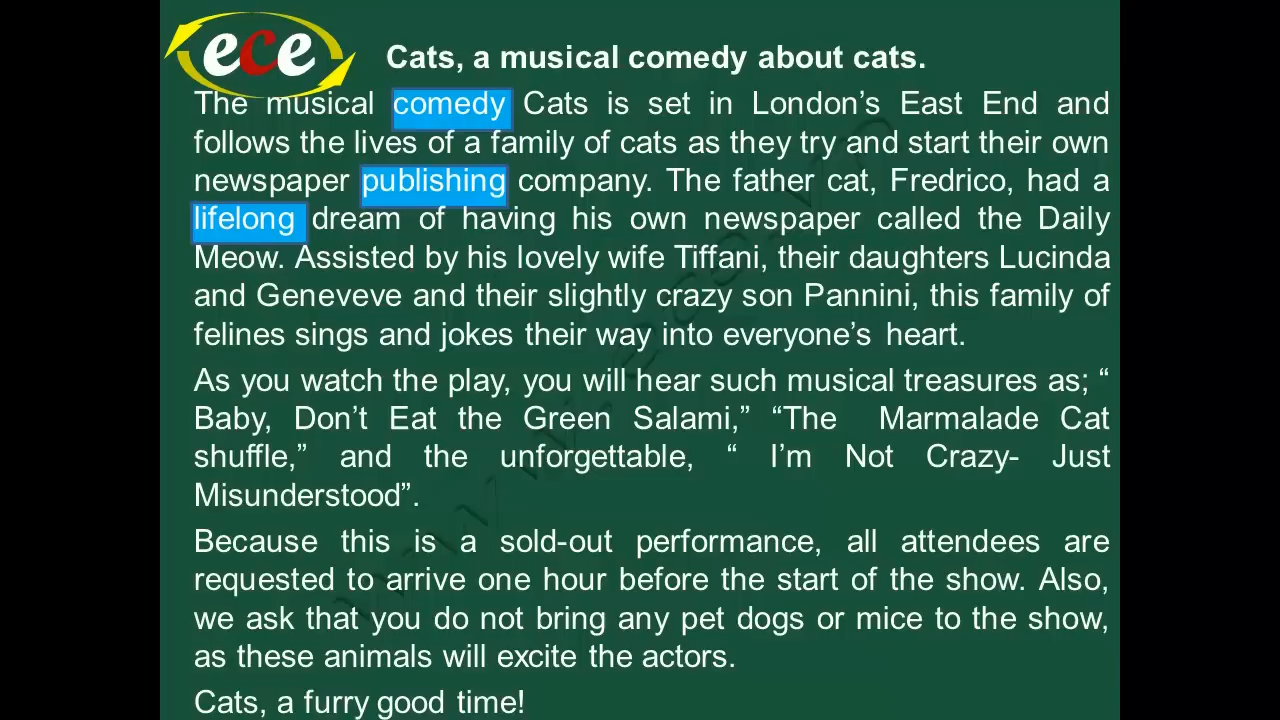 ece
Cats, a musical comedy about cats.
The musical comedy Cats is set in London’s East End and
follows the lives of a family of cats as they try and start their own
newspaper publishing company. The father cat, Fredrico, had a
lifelong dream of having his own newspaper called the Daily
Meow. Assisted by his lovely wife Tiffani, their daughters Lucinda
and Geneveve and their slightly crazy son Pannini, this family of
felines sings and jokes their way into everyone’s heart.
As you watch the play, you will hear such musical treasures as; “
Baby, Don’t Eat the Green Salami,” “The Marmalade Cat
shuffle,” and the unforgettable, “ I’m Not Crazy- Just
Misunderstood”.
Because this is a sold-out performance, all attendees are
requested to arrive one hour before the start of the show. Also,
we ask that you do not bring any pet dogs or mice to the show,
as these animals will excite the actors.
Cats, a furry good time!